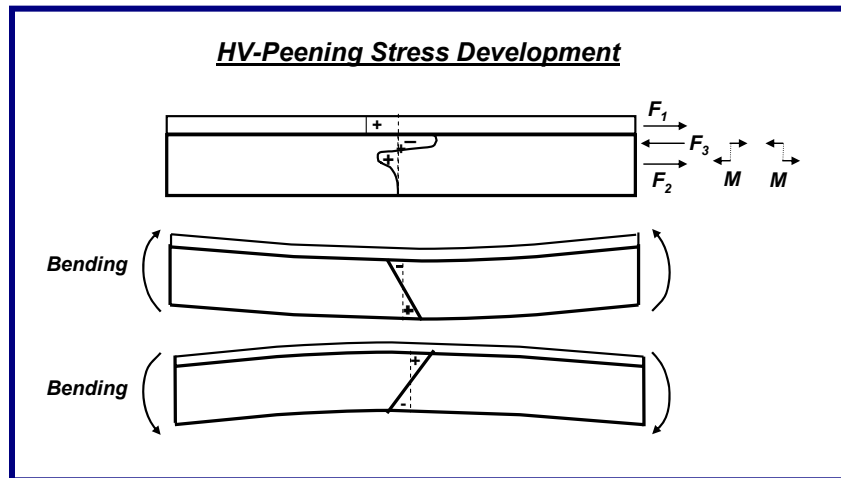 HV-Peening Stress Development
+
F1
-
+
F3
+
F2
M M
Bending
-
+
Bending
+
-